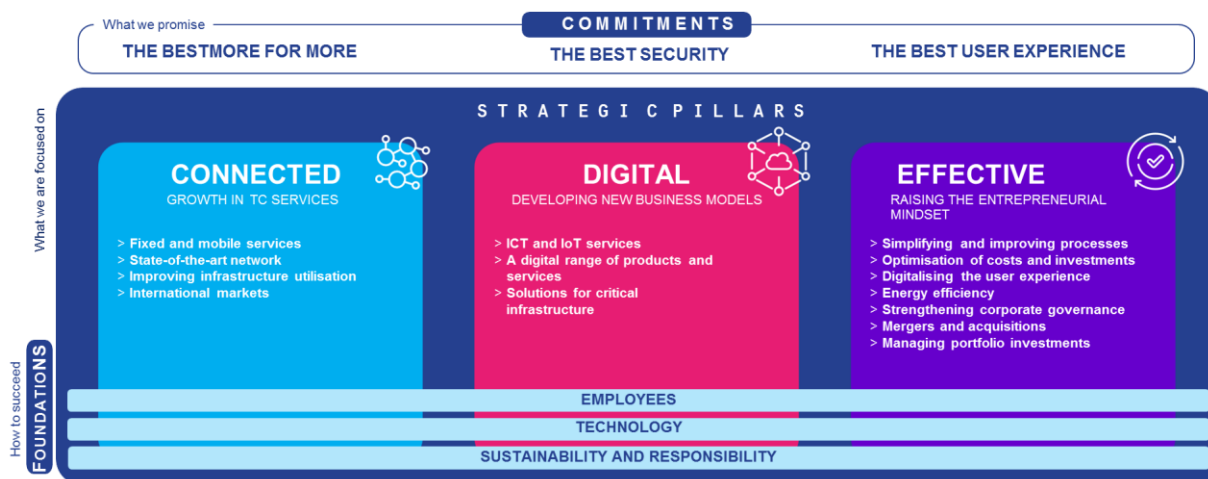 What we promise
COMMITMENTS
THE BESTMORE FOR MORE
THE BEST SECURITY
THE BEST USER EXPERIENCE
What we are focused on
STRATEGIC PILLARS
CONNECTED
GROWTH IN TC SERVICES
> Fixed and mobile services
> State-of-the-art network
> Improving infrastructure utilisation
> International markets
DIGITAL
DEVELOPING NEW BUSINESS MODELS
> ICT and IoT services
> A digital range of products and
services
> Solutions for critical
infrastructure
EFFECTIVE
RAISING THE ENTREPRENEURIAL
MINDSET
> Simplifying and improving processes
> Optimisation of costs and investments
> Digitalising the user experience
> Energy efficiency
> Strengthening corporate governance
> Mergers and acquisitions
> Managing portfolio investments
How to succeed
FOUNDATIONS
EMPLOYEES
TECHNOLOGY
SUSTAINABILITY AND RESPONSIBILITY